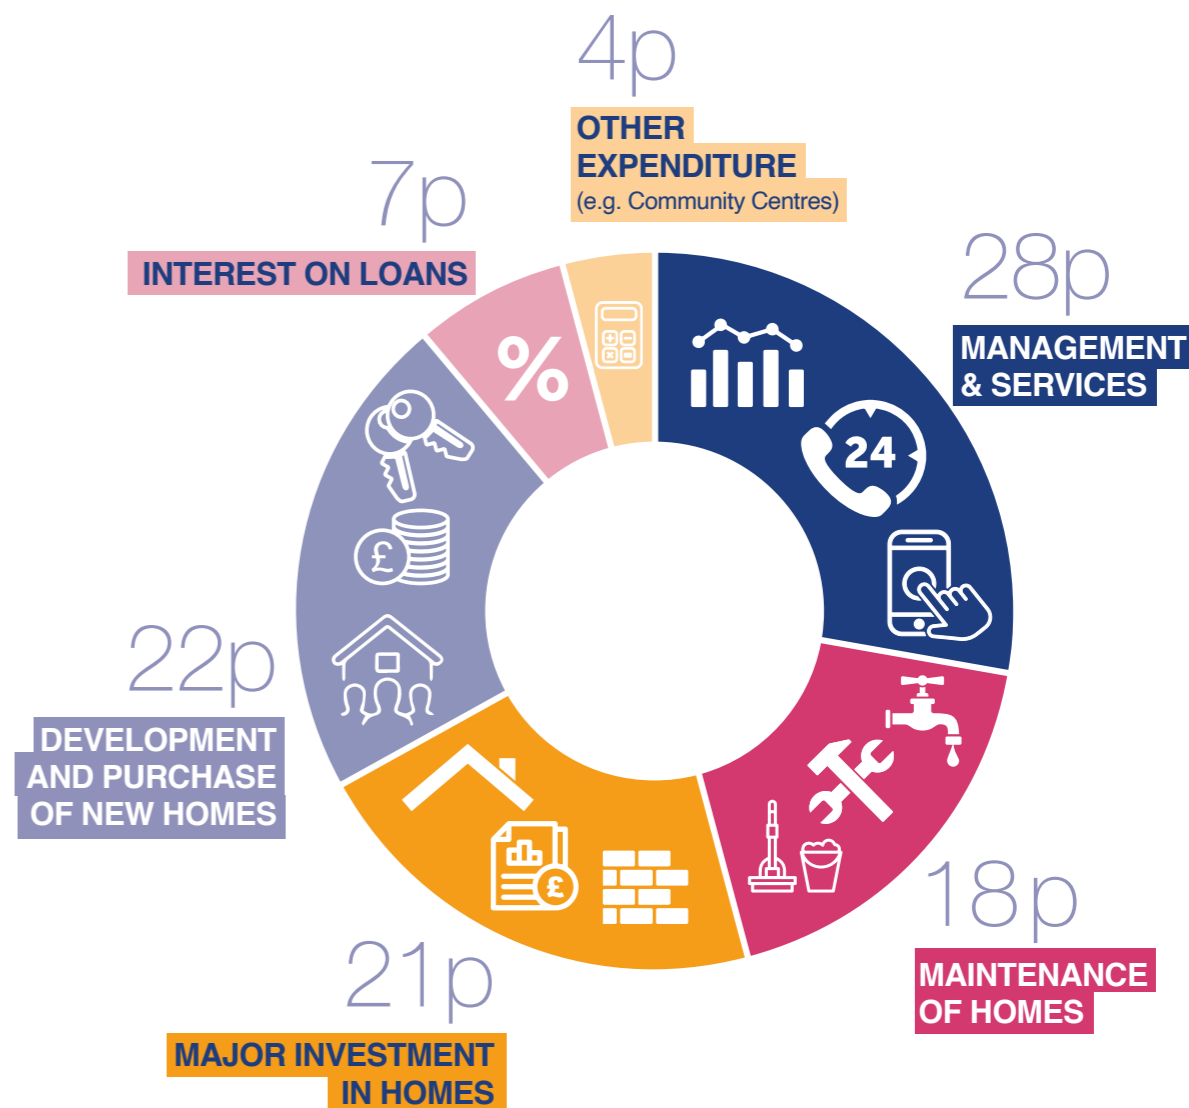 4p
OTHER
EXPENDITURE
(e.g. Community Centres)
7p
INTEREST ON LOANS
28p
MANAGEMENT
& SERVICES
%
24
£
22p
DEVELOPMENT
AND PURCHASE
OF NEW HOMES
£
18p
MAINTENANCE
OF HOMES
21p
MAJOR INVESTMENT
IN HOMES